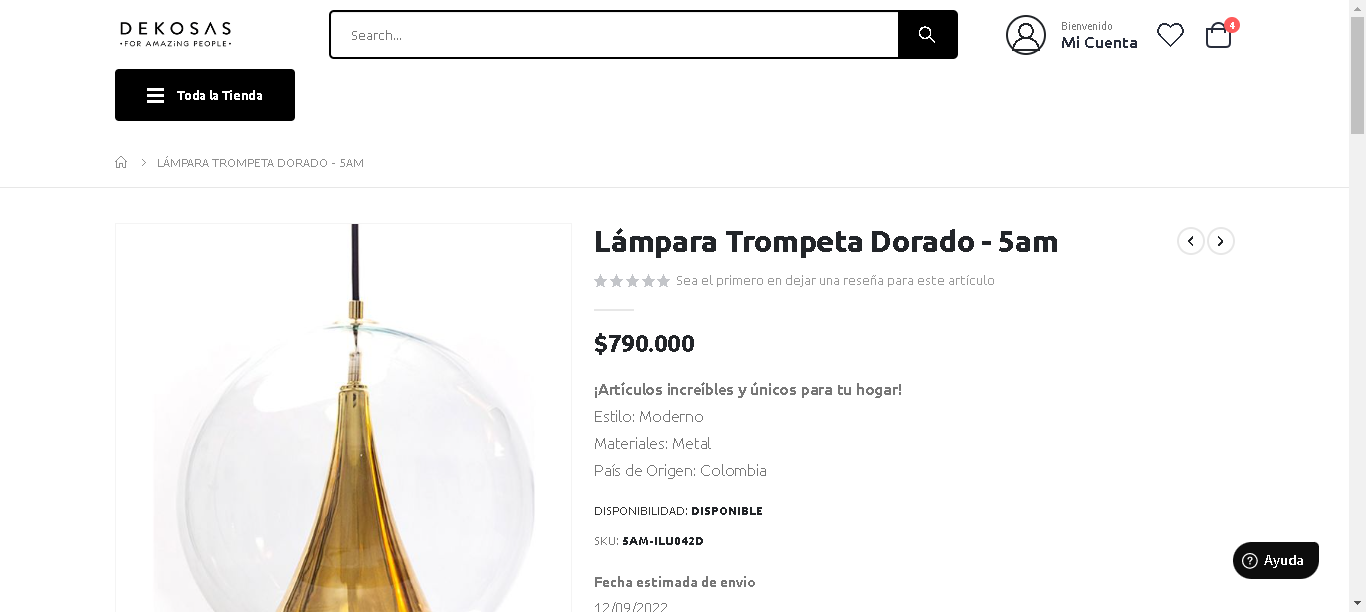 DEKOSAS
•FOR AMAZING PEOPLE•
Search...
Bienvenido
Mi Cuenta
4
Toda la Tienda
LÁMPARA TROMPETA DORADO - 5AM
Lámpara Trompeta Dorado - 5am
Sea el primero en dejar una reseña para este artículo
$790.000
¡Artículos increíbles y únicos para tu hogar!
Estilo: Moderno
Materiales: Metal
País de Origen: Colombia
DISPONIBILIDAD: DISPONIBLE
SKU: 5AM-ILU042D
Ayuda
Fecha estimada de envio
12/09/2022